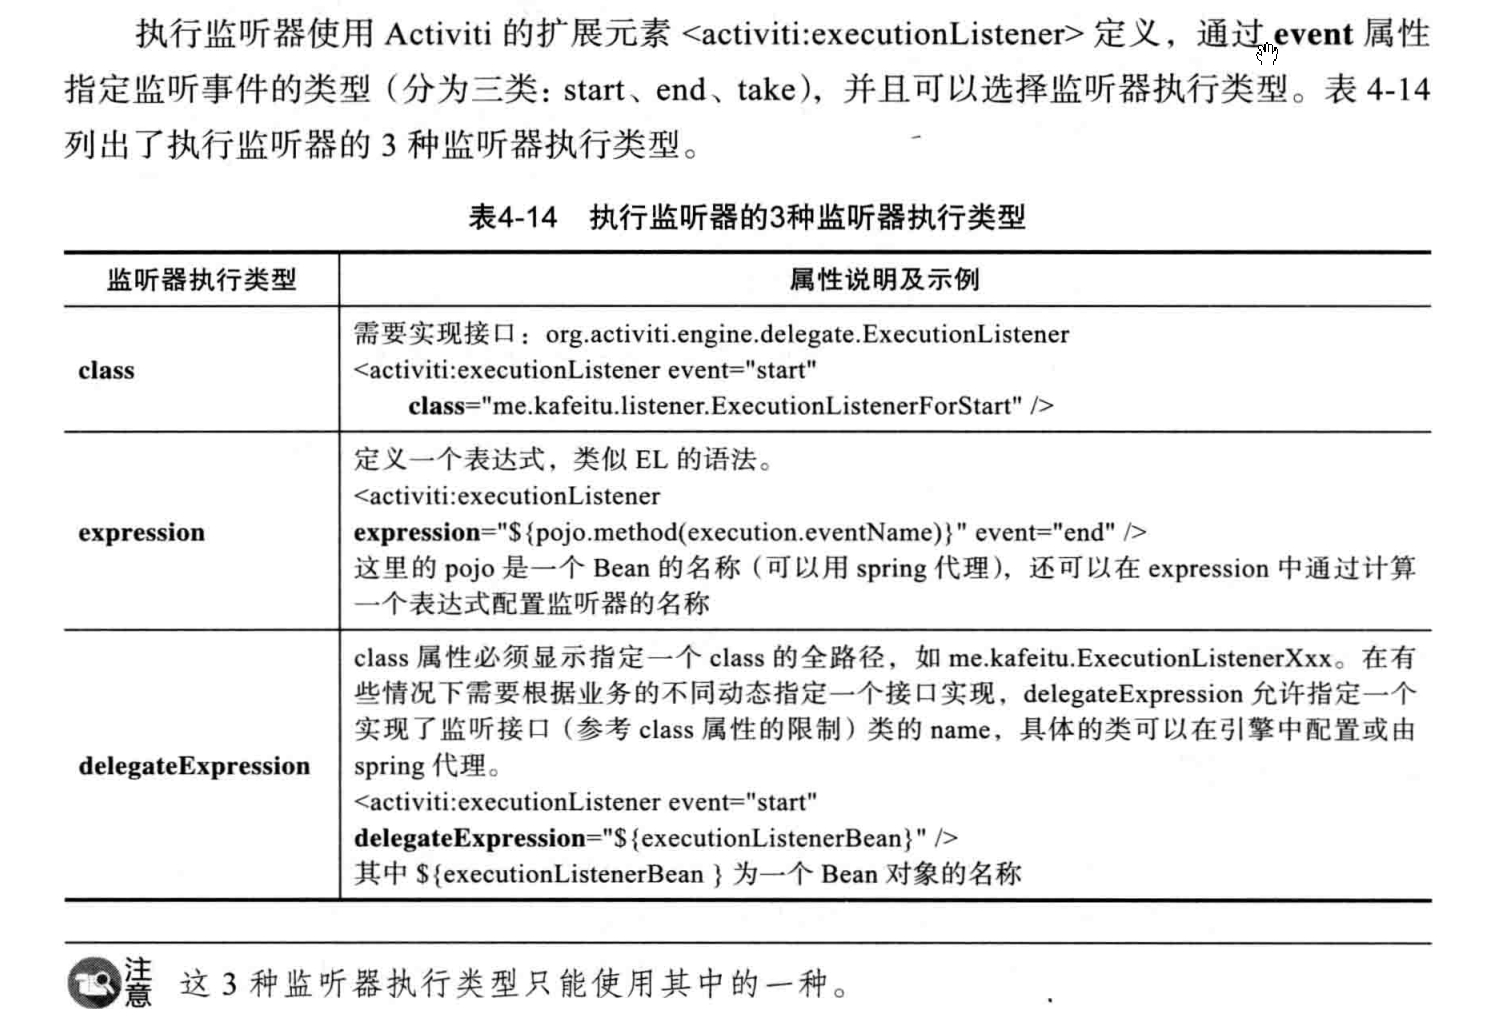 执行监听器使用 Activiti 的扩展元素 <activiti:executionListener> 定义，通过 event 属性
指定监听事件的类型（分为三类：start、end、take），并且可以选择监听器执行类型。表 4-14
列出了执行监听器的 3 种监听器执行类型。
表4-14 执行监听器的3种监听器执行类型
监听器执行类型 属性说明及示例
class
需要实现接口：org.activiti.engine.delegate.ExecutionListener
<activiti:executionListener event="start"
class="me.kafeitu.listener.ExecutionListenerForStart" />
expression
定义一个表达式，类似 EL 的语法。
<activiti:executionListener
expression="${pojo.method(execution.eventName)}" event="end" />
这里的 pojo 是一个 Bean 的名称（可以用 spring 代理），还可以在 expression 中通过计算
一个表达式配置监听器的名称
delegateExpression
class 属性必须显示指定一个 class 的全路径，如 me.kafeitu.ExecutionListenerXxx。在有
些情况下需要根据业务的不同动态指定一个接口实现，delegateExpression 允许指定一个
实现了监听接口（参考 class 属性的限制）类的 name，具体的类可以在引擎中配置或由
spring 代理。
<activiti:executionListener event="start"
delegateExpression="${executionListenerBean}" />
其中 ${executionListenerBean } 为一个 Bean 对象的名称
注意 这 3 种监听器执行类型只能使用其中的一种。